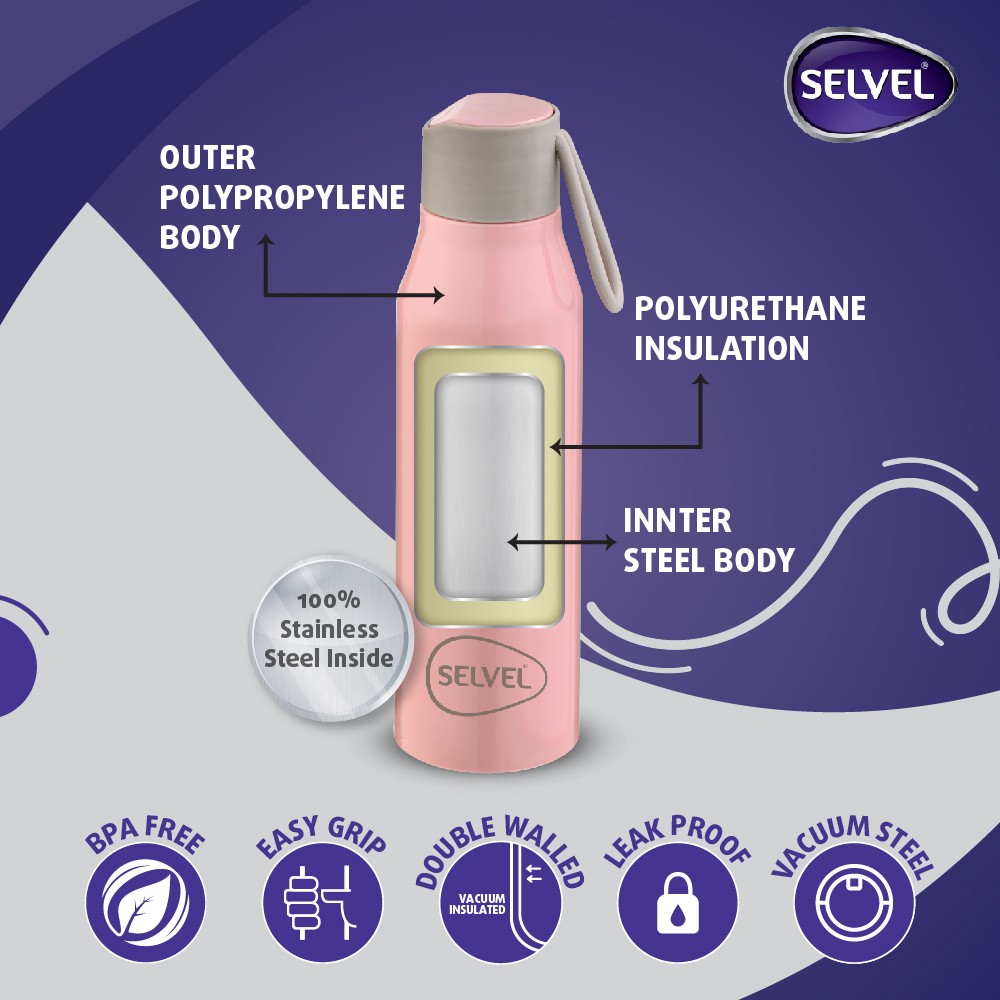 SELVEL®
OUTER
POLYPROPYLENE
BODY
POLYURETHANE
INSULATION
INNTER
STEEL BODY
100%
Stainless
Steel Inside
SELVEL®
BPA FREE
EASY GRIP
DOUBLE WALLED
VACUUM
INSULATED
LEAK PROOF
VACUUM STEEL